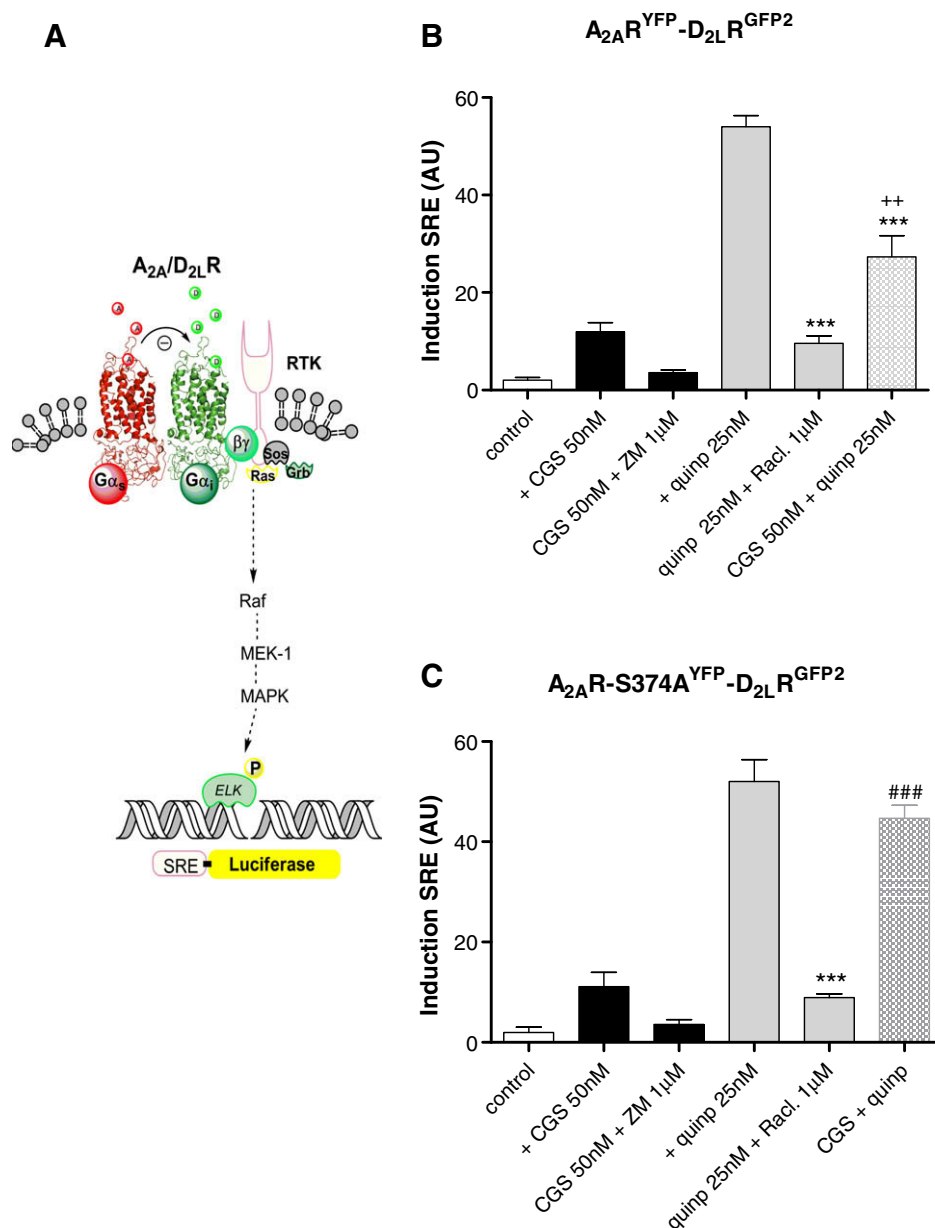 A
A2A/D2LR
A
A
A
D
D
D
D
RTK
βγ
Sos
Ras
Grb
Gαs
Gαi
Raf
MEK-1
MAPK
P
ELK
SRE
Luciferase
B
A2ARYFP-D2LRGFP2
Induction SRE (AU)
60
40
20
0
++
***
***
control
+ CGS 50nM
CGS 50nM + ZM 1µM
+ quinp 25nM
quinp 25nM + Racl. 1µM
CGS 50nM + quinp 25nM
C
A2AR-S374AYFP-D2LRGFP2
Induction SRE (AU)
60
40
20
0
***
###
control
+ CGS 50nM
CGS 50nM + ZM 1µM
+ quinp 25nM
quinp 25nM + Racl. 1µM
CGS + quinp